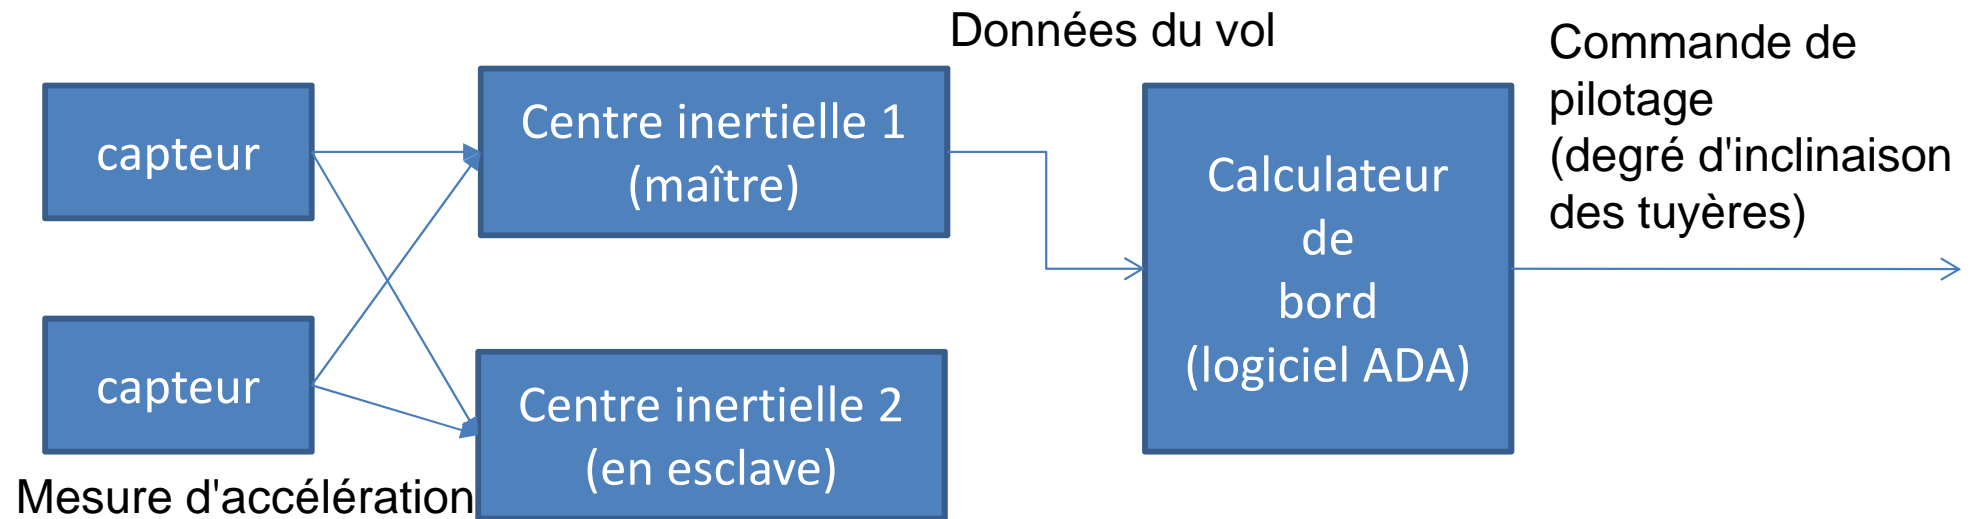 Données du vol
Commande de
pilotage
(degré d'inclinaison
des tuyères)
capteur
Centre inertielle 1
(maître)
Calculateur
de
bord
(logiciel ADA)
capteur
Centre inertielle 2
(en esclave)
Mesure d'accélération